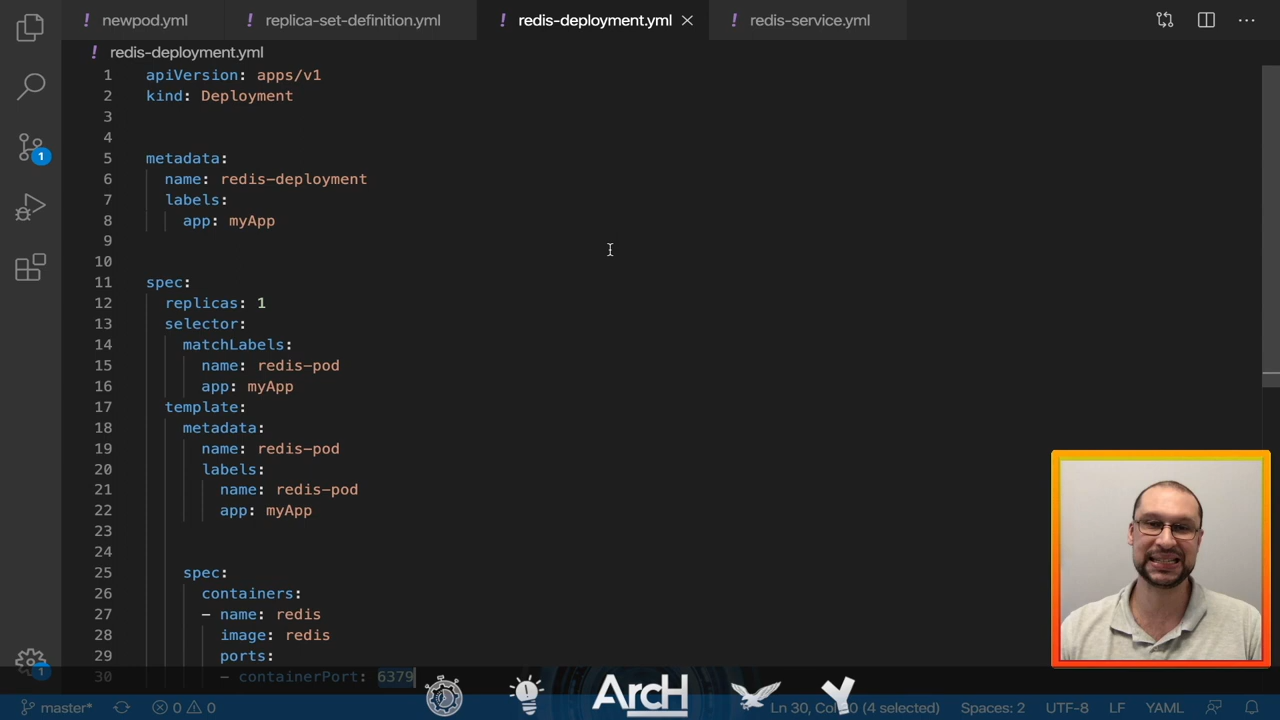 newpod.yml
replica-set-definition.yml
redis-deployment.yml
redis-service.yml
redis-deployment.yml
1 apiVersion: apps/v1
2 kind: Deployment
3
4
5 metadata:
6 name: redis-deployment
7 labels:
8 app: myApp
9
10
11 spec:
12 replicas: 1
13 selector:
14 matchLabels:
15 name: redis-pod
16 app: myApp
17 template:
18 metadata:
19 name: redis-pod
20 labels:
21 name: redis-pod
22 app: myApp
23
24
25 spec:
26 containers:
27 - name: redis
28 image: redis
29 ports:
30 - containerPort: 6379
1
1
ArcH
master* 0 0 Ln 30, Col 20 (4 selected) Spaces: 2 UTF-8 LF YAML